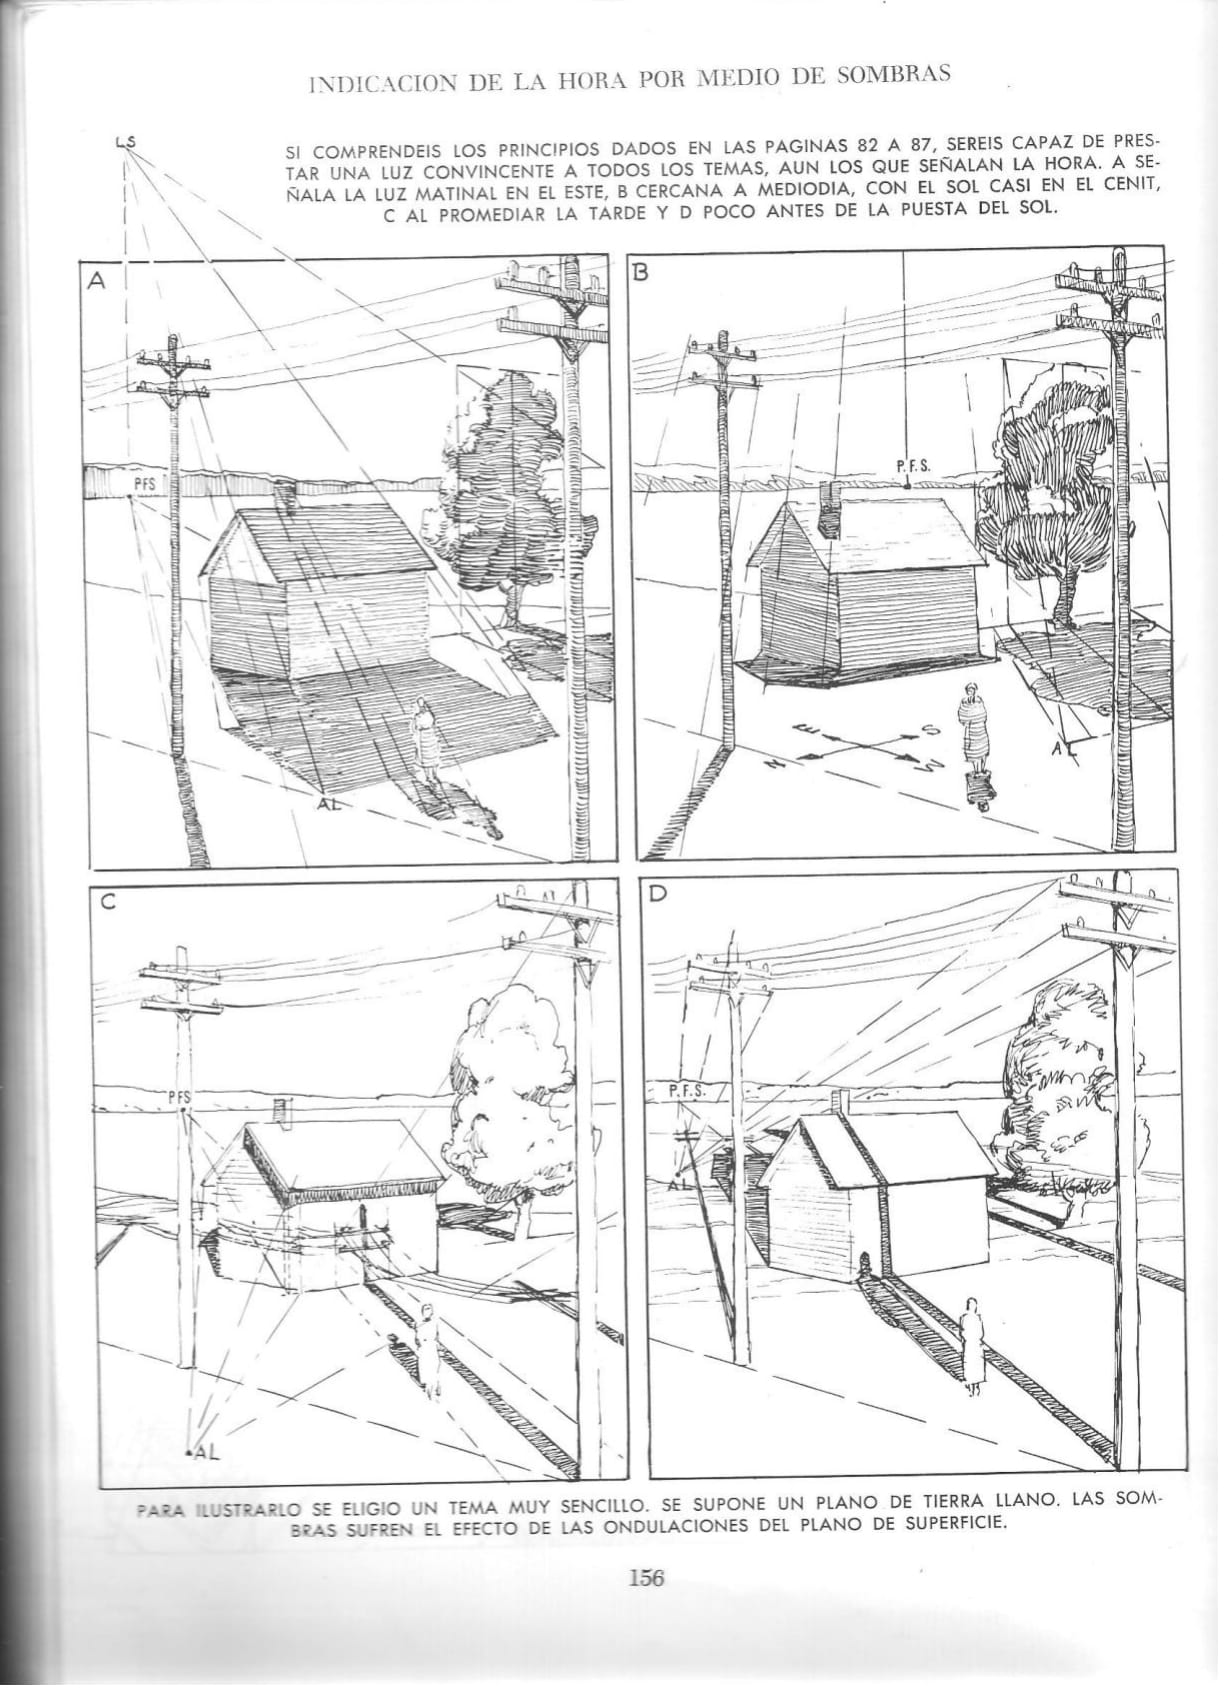 INDICACION DE LA HORA POR MEDIO DE SOMBRAS
LS
SI COMPRENDEIS LOS PRINCIPIOS DADOS EN LAS PAGINAS 82 A 87, SEREIS CAPAZ DE PRES-
TAR UNA LUZ CONVINCENTE A TODOS LOS TEMAS, AUN LOS QUE SEÑALAN LA HORA. A SE-
ÑALA LA LUZ MATINAL EN EL ESTE, B CERCANA A MEDIODIA, CON EL SOL CASI EN EL CENIT,
C AL PROMEDIAR LA TARDE Y D POCO ANTES DE LA PUESTA DEL SOL.
A
PFS
AL
B
P.F.S.
E
S
N
W
AL
C
PFS
AL
D
P.F.S.
AL
PARA ILUSTRARLO SE ELIGIO UN TEMA MUY SENCILLO. SE SUPONE UN PLANO DE TIERRA LLANO. LAS SOM-
BRAS SUFREN EL EFECTO DE LAS ONDULACIONES DEL PLANO DE SUPERFICIE.
156